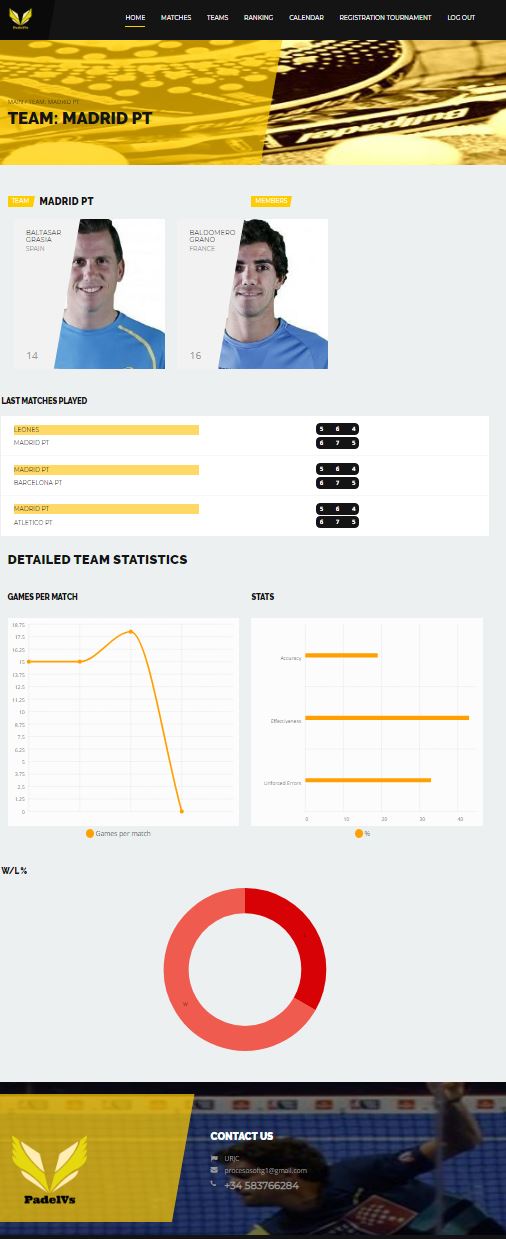 HOME MATCHES TEAMS RANKING CALENDAR REGISTRATION TOURNAMENT LOG OUT
MAIN / TEAM: MADRID PT
TEAM: MADRID PT
TEAM MADRID PT
MEMBERS
BALTASAR
GRASIA
SPAIN
14
BALDOMERO
GRANO
FRANCE
16
LAST MATCHES PLAYED
LEONES 5 6 4
MADRID PT 6 7 5
MADRID PT 5 6 4
BARCELONA PT 6 7 5
MADRID PT 5 6 4
ATLETICO PT 6 7 5
DETAILED TEAM STATISTICS
GAMES PER MATCH
18.75
17.5
16.25
15
13.75
12.5
11.25
10
8.75
7.5
6.25
5
3.75
2.5
1.25
0
Games per match
STATS
Accuracy
Effectiveness
Unforced Errors
0 10 20 30 40
%
W/L %
W
PadelVs
CONTACT US
URJC
procesosoftg1@gmail.com
+34 583766284